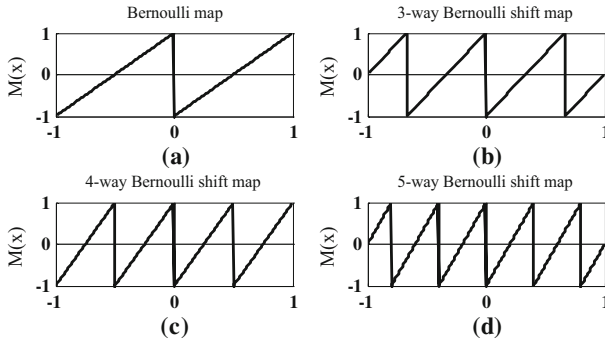 Bernoulli map
M(x)
1
0
-1
-1
0
1
(a)
3-way Bernoulli shift map
M(x)
1
0
-1
-1
0
1
(b)
4-way Bernoulli shift map
M(x)
1
0
-1
-1
0
1
(c)
5-way Bernoulli shift map
M(x)
1
0
-1
-1
0
1
(d)